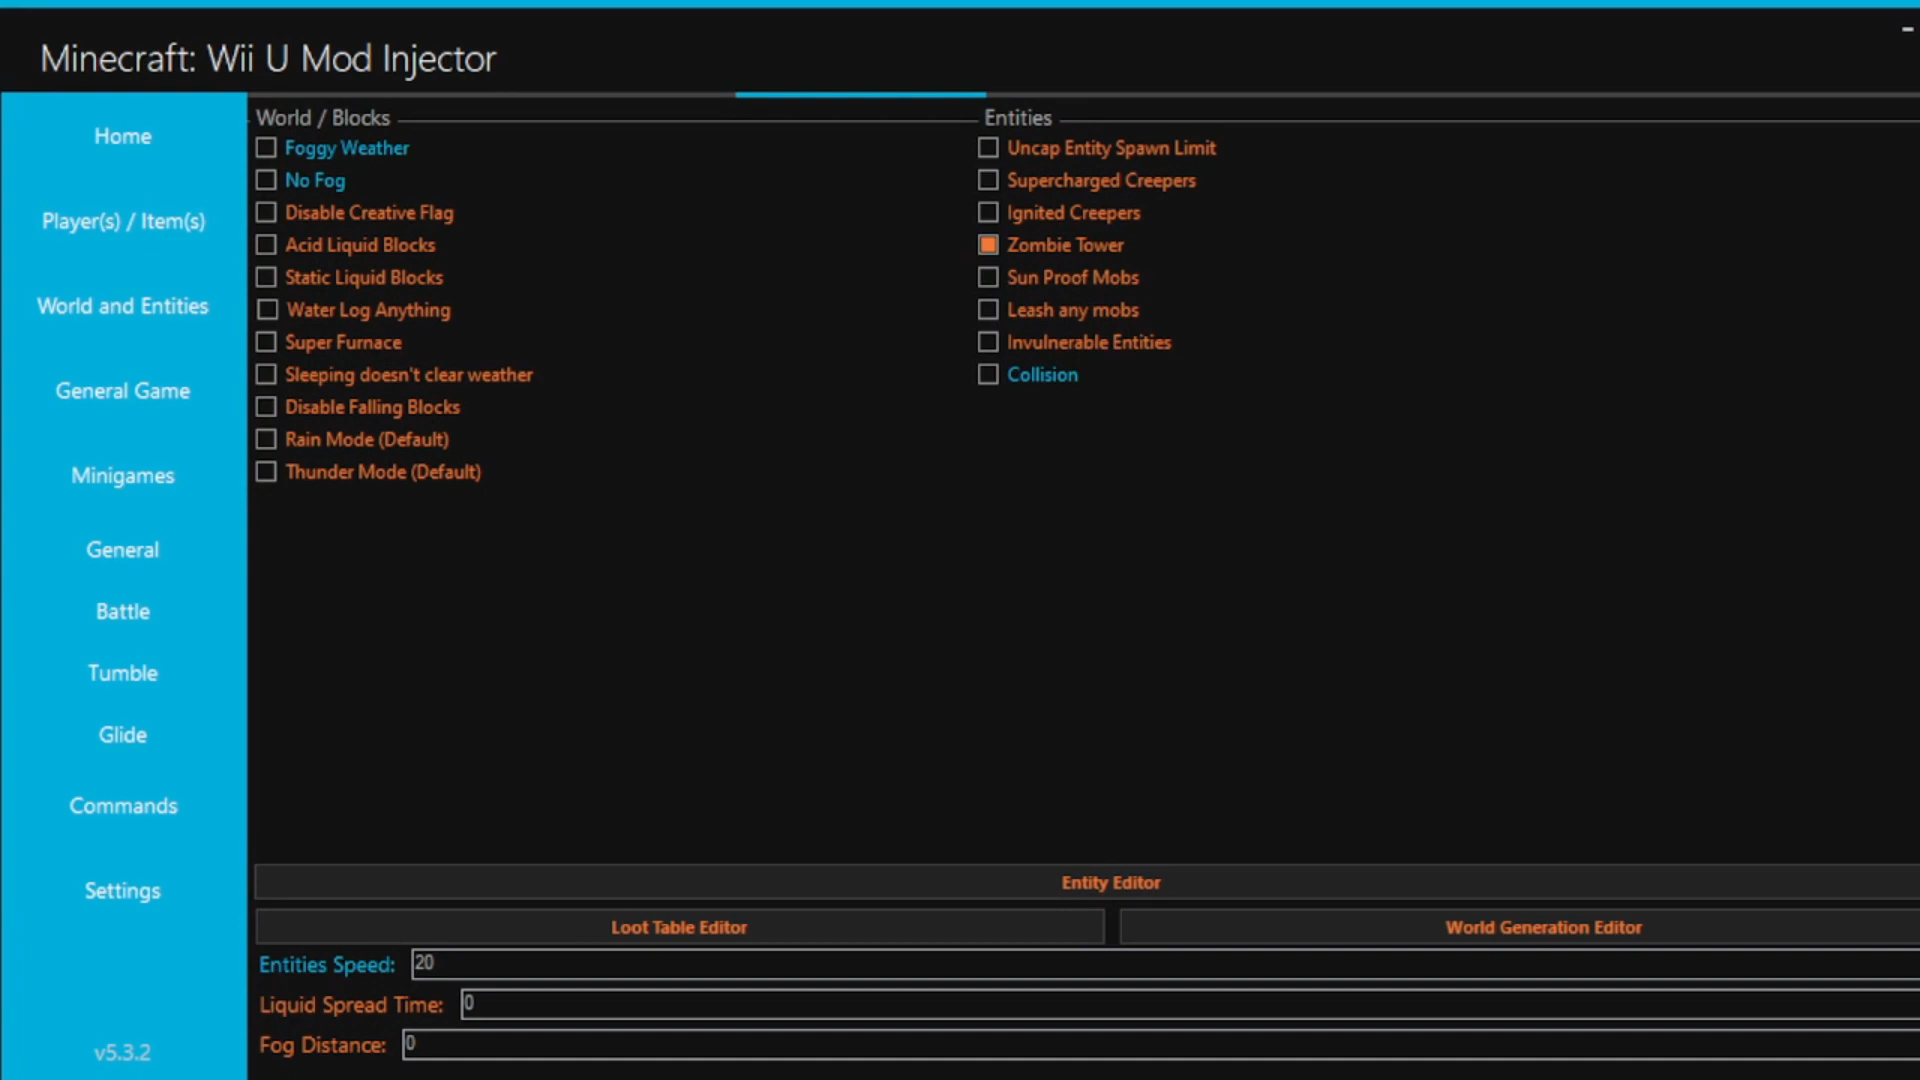 Minecraft: Wii U Mod Injector
Home
Player(s) / Item(s)
World and Entities
General Game
Minigames
General
Battle
Tumble
Glide
Commands
Settings
v5.3.2
World / Blocks
Foggy Weather
No Fog
Disable Creative Flag
Acid Liquid Blocks
Static Liquid Blocks
Water Log Anything
Super Furnace
Sleeping doesn't clear weather
Disable Falling Blocks
Rain Mode (Default)
Thunder Mode (Default)
Entities
Uncap Entity Spawn Limit
Supercharged Creepers
Ignited Creepers
Zombie Tower
Sun Proof Mobs
Leash any mobs
Invulnerable Entities
Collision
Entity Editor
Loot Table Editor
World Generation Editor
Entities Speed: 20
Liquid Spread Time: 0
Fog Distance: 0